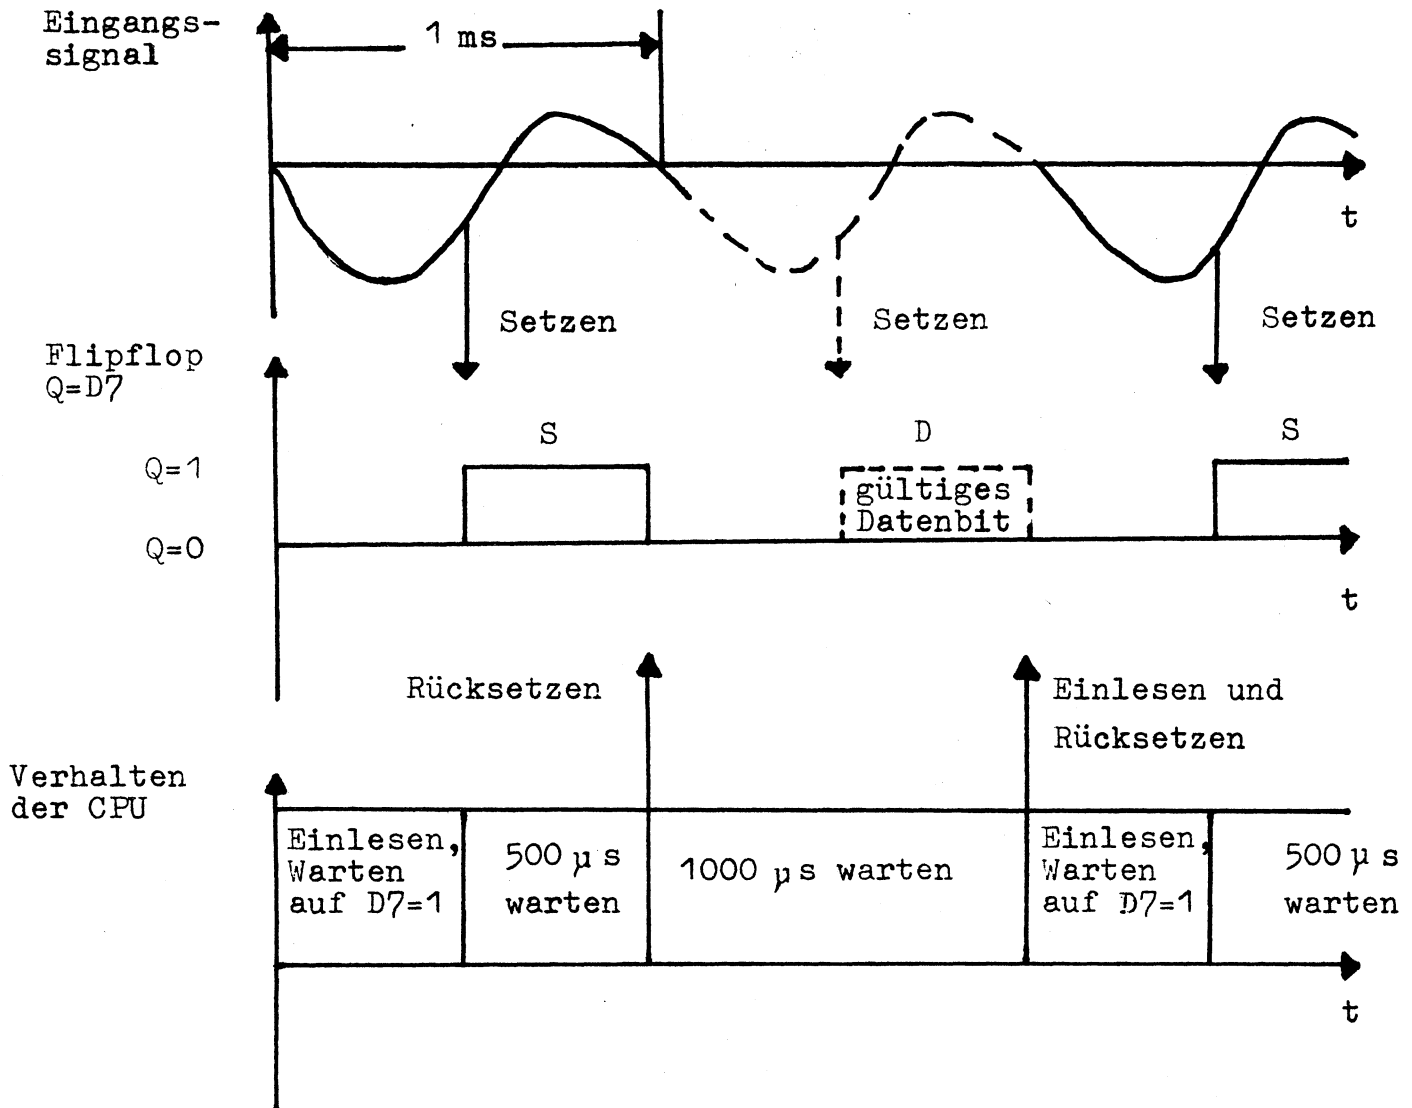 Eingangs-
signal
1 ms
t
Setzen
Setzen
Setzen
Flipflop
Q=D7
S
D
S
Q=1
gültiges
Datenbit
Q=0
t
Rücksetzen
Einlesen und
Rücksetzen
Verhalten
der CPU
Einlesen,
Warten
auf D7=1
500 µs
warten
1000 µs warten
Einlesen,
Warten
auf D7=1
500 µs
warten
t